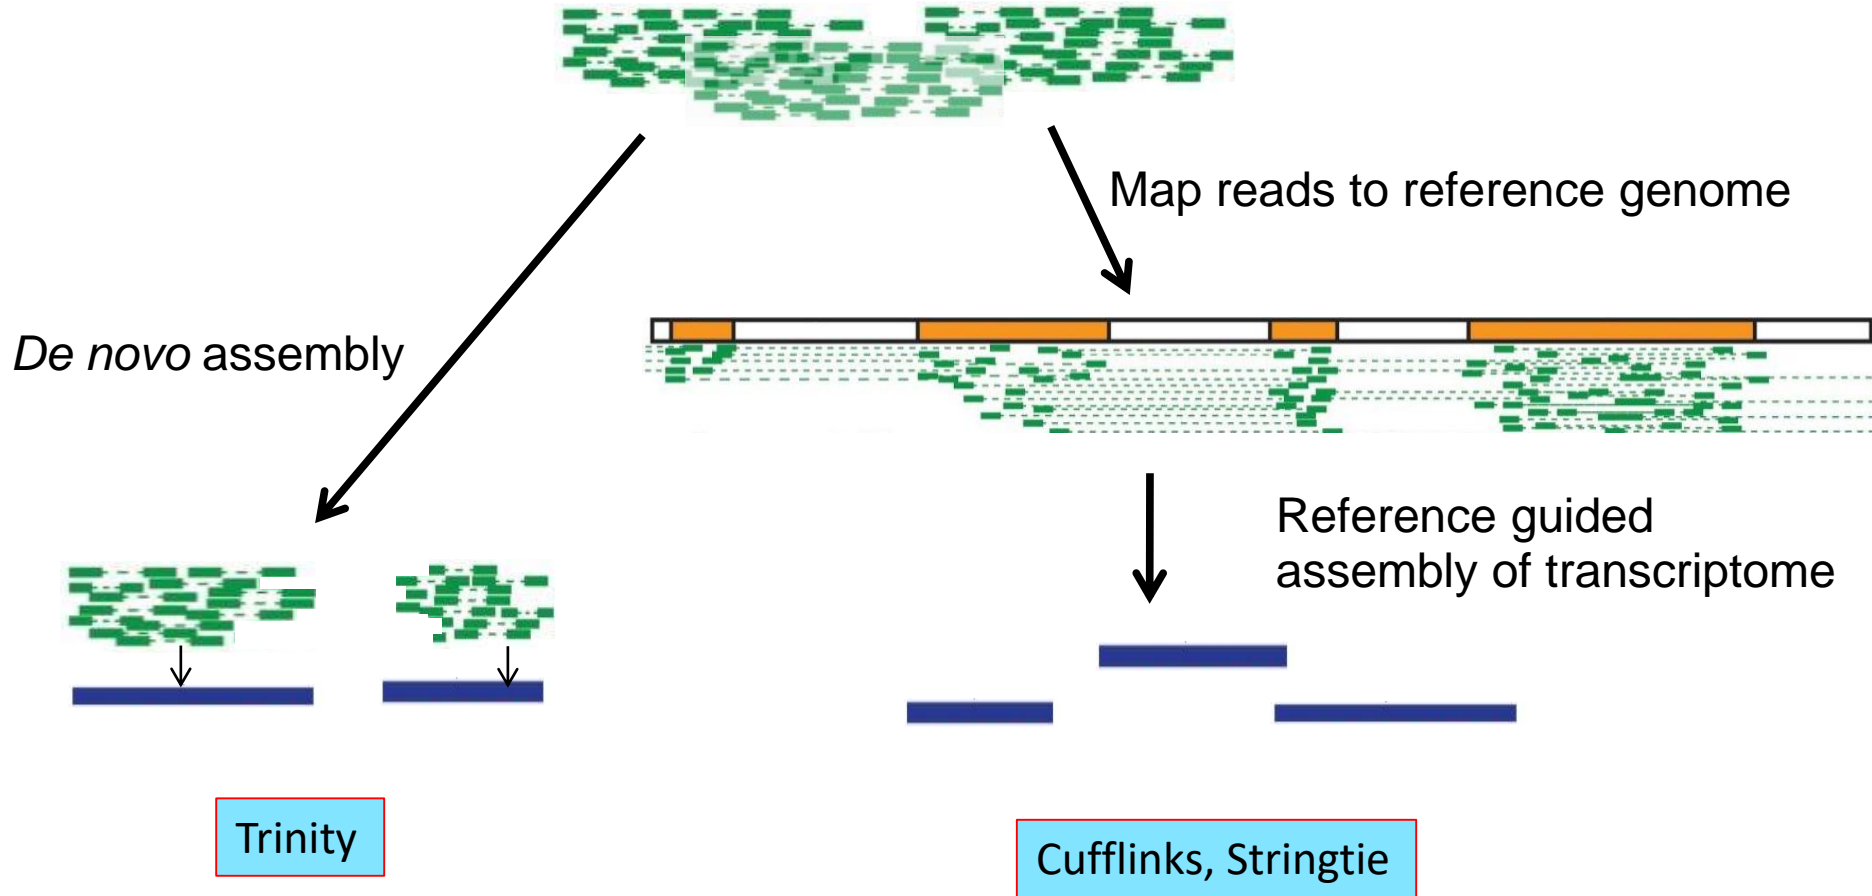 Map reads to reference genome
De novo assembly
Reference guided
assembly of transcriptome
Trinity
Cufflinks, Stringtie